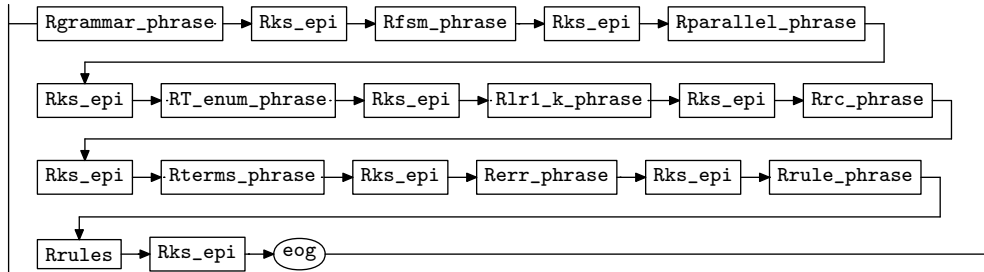 Rgrammar_phrase Rks_epi Rfsm_phrase Rks_epi Rparallel_phrase
Rks_epi RT_enum_phrase Rks_epi Rlr1_k_phrase Rks_epi Rrc_phrase
Rks_epi Rterms_phrase Rks_epi Rerr_phrase Rks_epi Rrule_phrase
Rrules Rks_epi eog